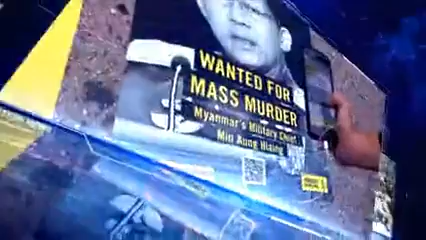 WANTED FOR
MASS MURDER
Myanmar's Military Chief
Min Aung Hlaing